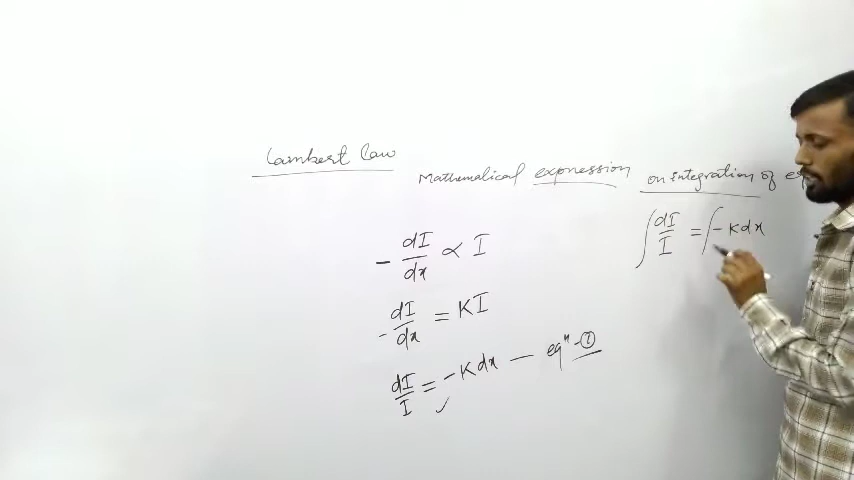 Lambert Law
Mathematical expression
- dI/dx ∝ I
- dI/dx = KI
dI/I = -Kdx — eqⁿ-①
on integration of
∫ dI/I = ∫ -Kdx